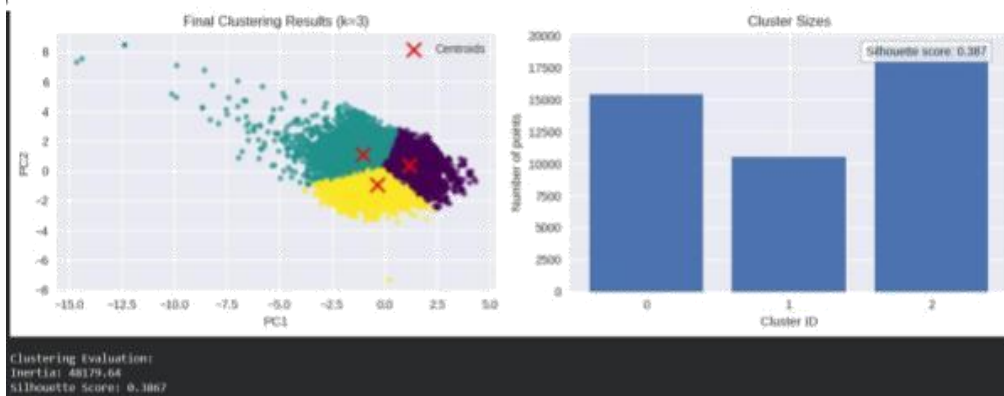 Final Clustering Results (k=3)
Centroids
PC2
8
6
4
2
0
−2
−4
−6
−8
−15.0 −12.5 −10.0 −7.5 −5.0 −2.5 0.0 2.5 5.0
PC1
Cluster Sizes
Silhouette score: 0.387
Number of points
20000
17500
15000
12500
10000
7500
5000
2500
0
0 1 2
Cluster ID
Clustering Evaluation:
Inertia: 48179.64
Silhouette Score: 0.3867